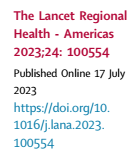 The Lancet Regional
Health - Americas
2023;24: 100554
Published Online 17 July
2023
https://doi.org/10.
1016/j.lana.2023.
100554